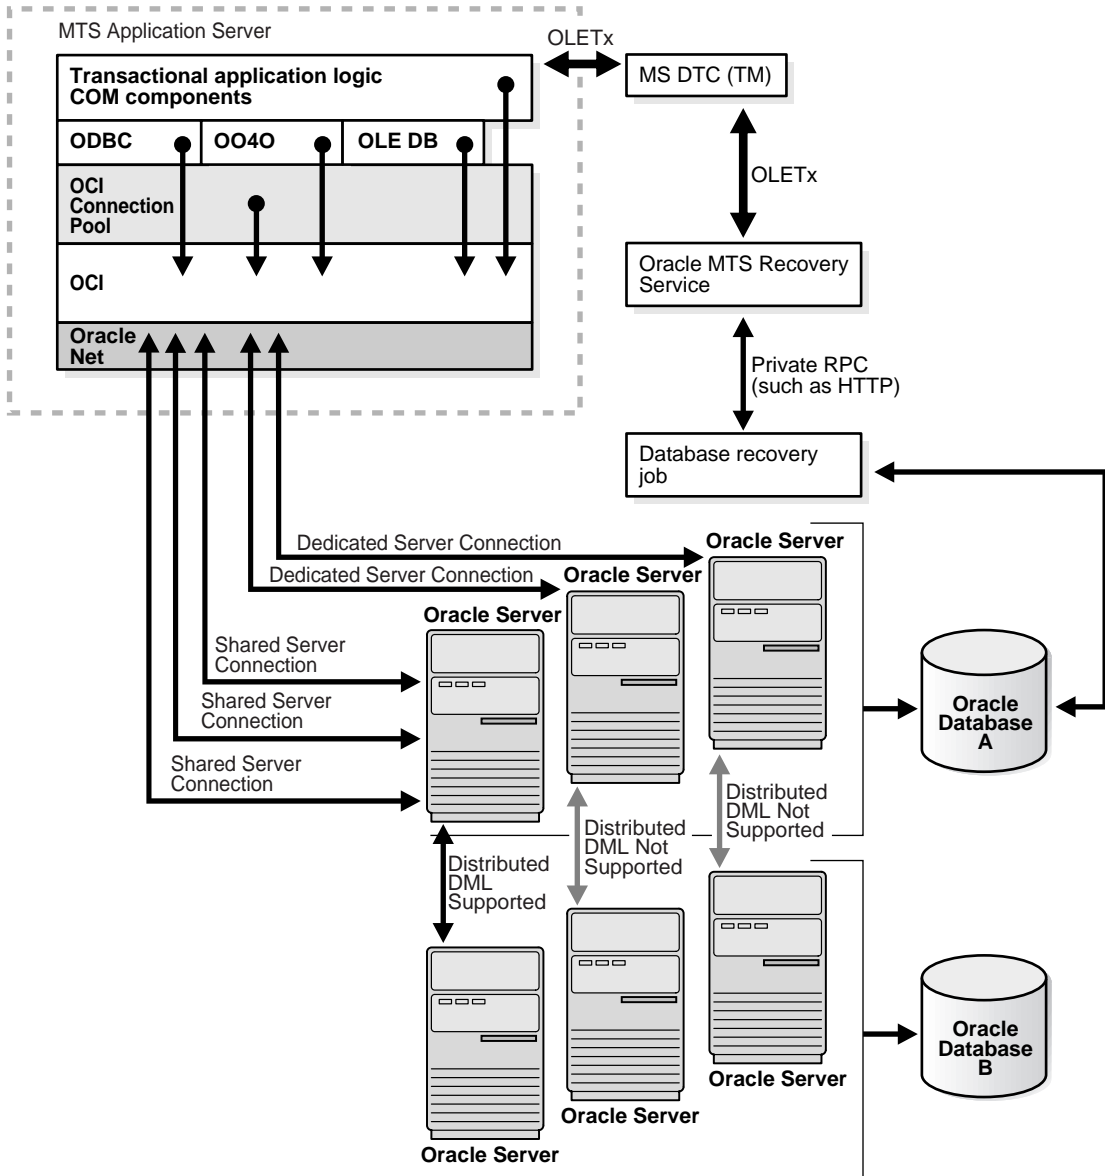 MTS Application Server
OLETx
Transactional application logic
COM components
MS DTC (TM)
ODBC
OO4O
OLE DB
OLETx
OCI
Connection
Pool
OCI
Oracle MTS Recovery
Service
Oracle
Net
Private RPC
(such as HTTP)
Database recovery
job
Dedicated Server Connection
Oracle Server
Dedicated Server Connection
Oracle Server
Oracle Server
Shared Server
Connection
Shared Server
Connection
Shared Server
Connection
Oracle
Database
A
Distributed
DML Not
Supported
Distributed
DML Not
Supported
Distributed
DML
Supported
Oracle
Database
B
Oracle Server
Oracle Server
Oracle Server